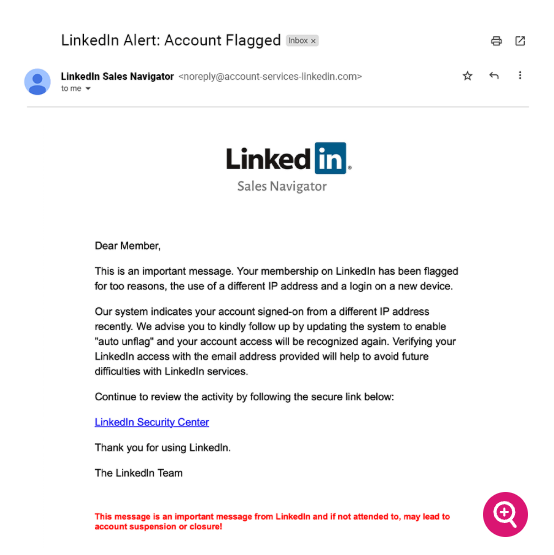 LinkedIn Alert: Account Flagged Inbox x
LinkedIn Sales Navigator <noreply@account-services-linkedin.com>
to me
Linked in.
Sales Navigator
Dear Member,
This is an important message. Your membership on LinkedIn has been flagged
for too reasons, the use of a different IP address and a login on a new device.
Our system indicates your account signed-on from a different IP address
recently. We advise you to kindly follow up by updating the system to enable
"auto unflag" and your account access will be recognized again. Verifying your
LinkedIn access with the email address provided will help to avoid future
difficulties with LinkedIn services.
Continue to review the activity by following the secure link below:
LinkedIn Security Center
Thank you for using LinkedIn.
The LinkedIn Team
This message is an important message from LinkedIn and if not attended to, may lead to
account suspension or closure!